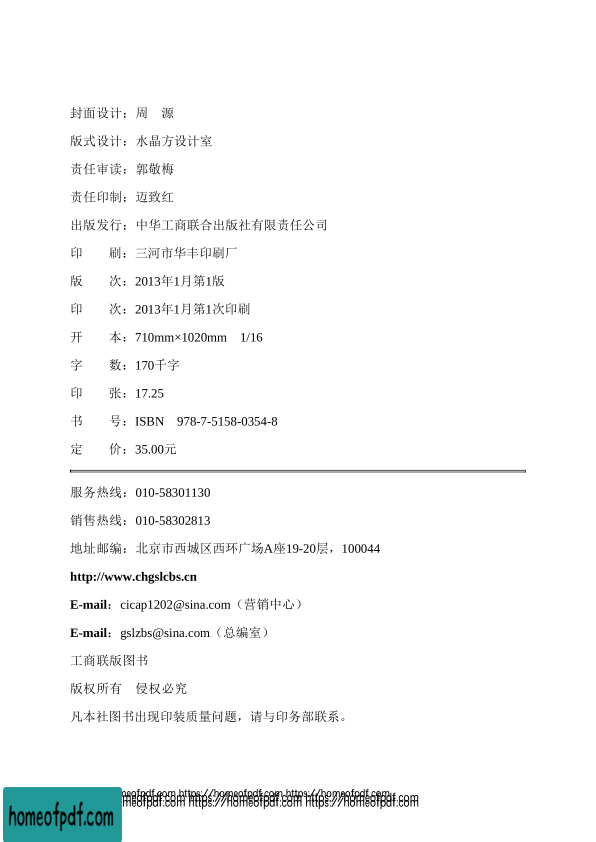 封面设计：周　源
版式设计：水晶方设计室
责任审读：郭敬梅
责任印制：迈致红
出版发行：中华工商联合出版社有限责任公司
印　　刷：三河市华丰印刷厂
版　　次：2013年1月第1版
印　　次：2013年1月第1次印刷
开　　本：710mm×1020mm　1/16
字　　数：170千字
印　　张：17.25
书　　号：ISBN　978-7-5158-0354-8
定　　价：35.00元
服务热线：010-58301130
销售热线：010-58302813
地址邮编：北京市西城区西环广场A座19-20层，100044
http://www.chgslcbs.cn
E-mail：cicap1202@sina.com（营销中心）
E-mail：gslzbs@sina.com（总编室）
工商联版图书
版权所有　侵权必究
凡本社图书出现印装质量问题，请与印务部联系。
omeofpdf.com https://homeofpdf.com https://homeofpdf.com
omeofpdf.com https://homeofpdf.com https://homeofpdf.com
homeofpdf.com